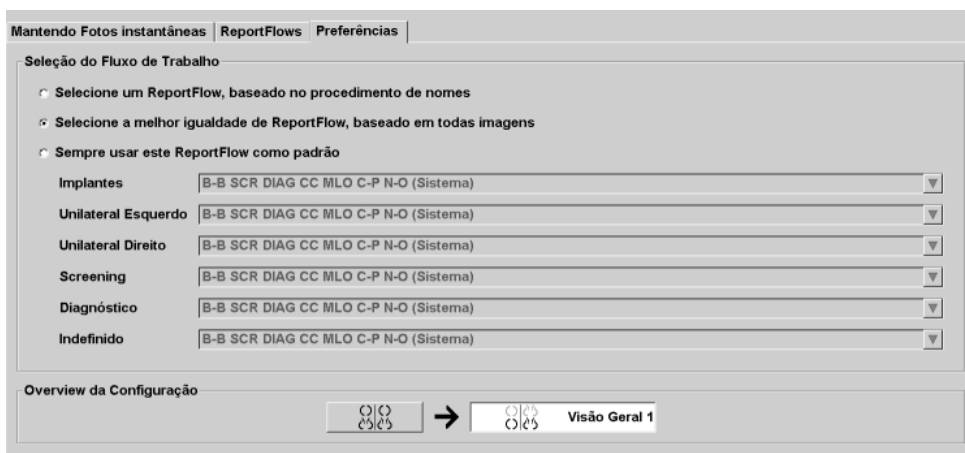 Mantendo Fotos instantâneas ReportFlows Preferências
Seleção do Fluxo de Trabalho
Selecione um ReportFlow, baseado no procedimento de nomes
Selecione a melhor igualdade de ReportFlow, baseado em todas imagens
Sempre usar este ReportFlow como padrão
Implantes B-B SCR DIAG CC MLO C-P N-O (Sistema)
Unilateral Esquerdo B-B SCR DIAG CC MLO C-P N-O (Sistema)
Unilateral Direito B-B SCR DIAG CC MLO C-P N-O (Sistema)
Screening B-B SCR DIAG CC MLO C-P N-O (Sistema)
Diagnóstico B-B SCR DIAG CC MLO C-P N-O (Sistema)
Indefinido B-B SCR DIAG CC MLO C-P N-O (Sistema)
Overview da Configuração
Visão Geral 1